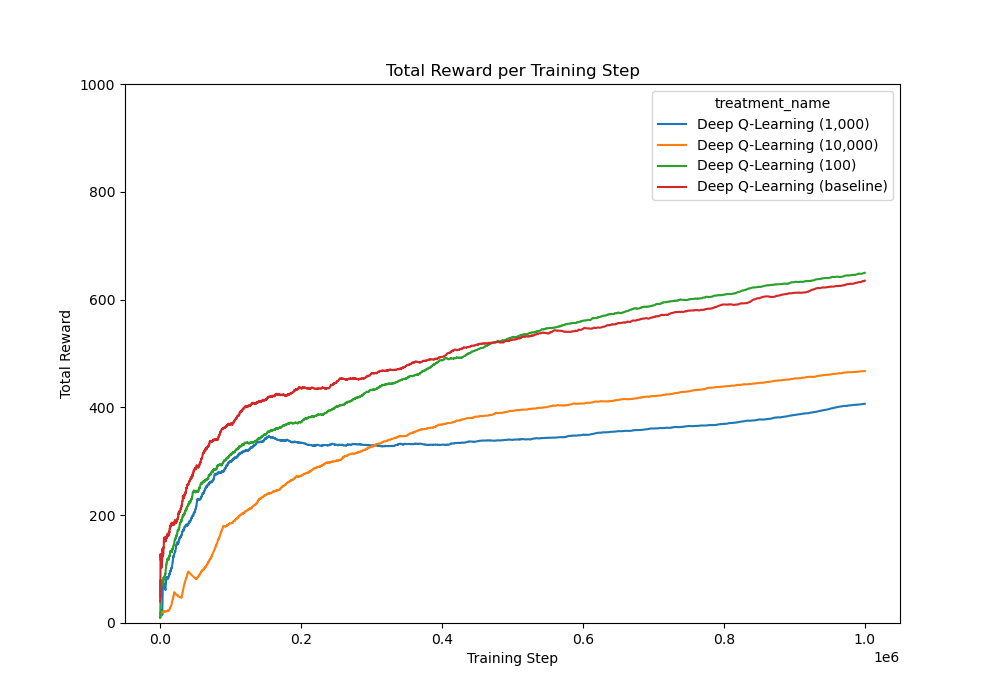 Total Reward per Training Step
treatment_name
Deep Q-Learning (1,000)
Deep Q-Learning (10,000)
Deep Q-Learning (100)
Deep Q-Learning (baseline)
Total Reward
1000
800
600
400
200
0
0.0 0.2 0.4 0.6 0.8 1.0
1e6
Training Step